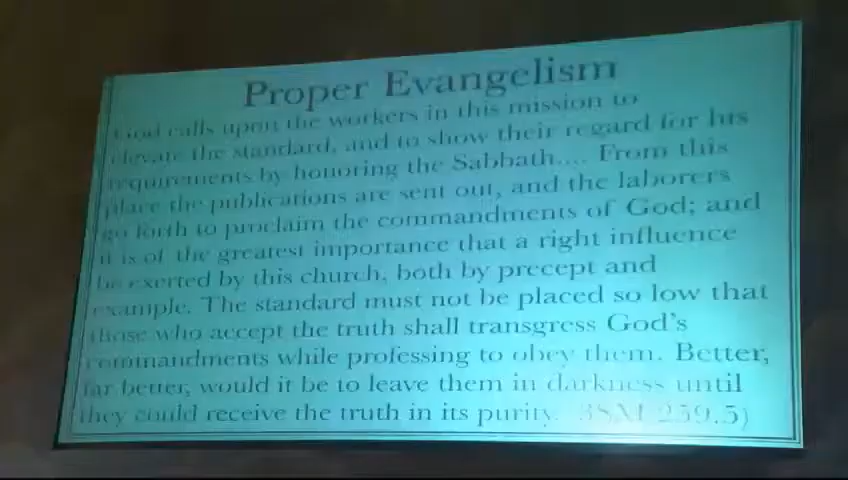 Proper Evangelism
God calls upon the workers in this mission to
elevate the standard, and to show their regard for his
requirements by honoring the Sabbath.... From this
place the publications are sent out, and the laborers
go forth to proclaim the commandments of God; and
it is of the greatest importance that a right influence
be exerted by this church, both by precept and
example. The standard must not be placed so low that
those who accept the truth shall transgress God's
commandments while professing to obey them. Better,
far better, would it be to leave them in darkness until
they could receive the truth in its purity. 3SM 259.5)